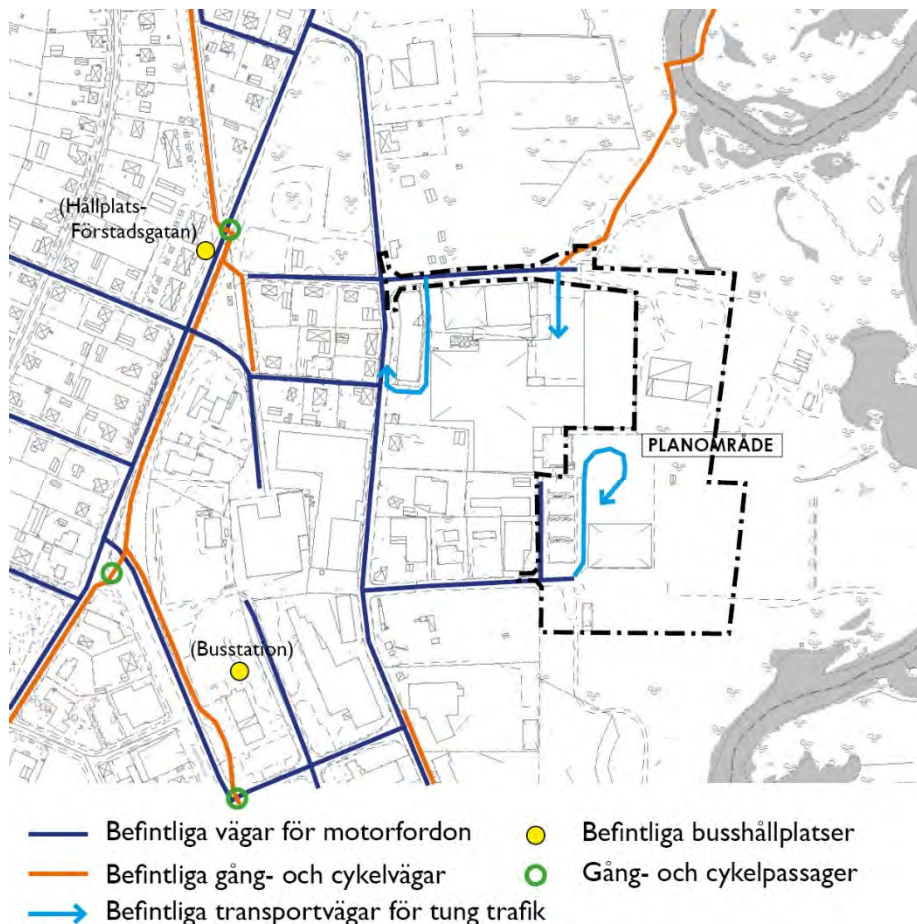 (Hållplats-
Förstadsgatan)
PLANOMRÅDE
(Busstation)
Befintliga vägar för motorfordon
Befintliga busshållplatser
Befintliga gång- och cykelvägar
Gång- och cykelpassager
Befintliga transportvägar för tung trafik